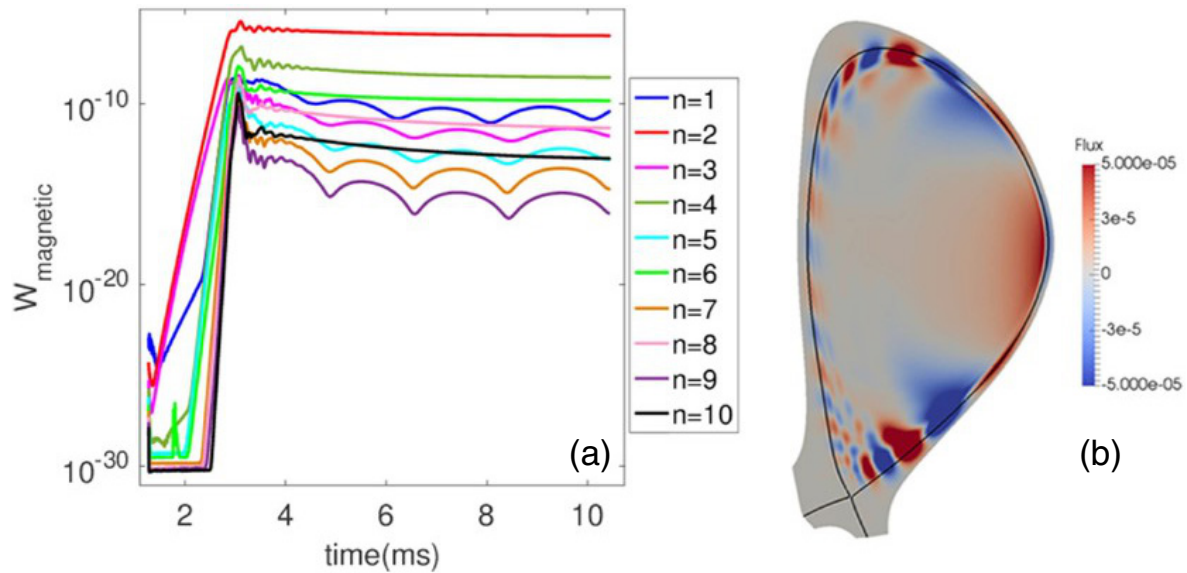 10^-10
10^-20
10^-30
W_magnetic
2 4 6 8 10
time(ms)
n=1
n=2
n=3
n=4
n=5
n=6
n=7
n=8
n=9
n=10
(a)
Flux
5.000e-05
3e-5
0
-3e-5
-5.000e-05
(b)